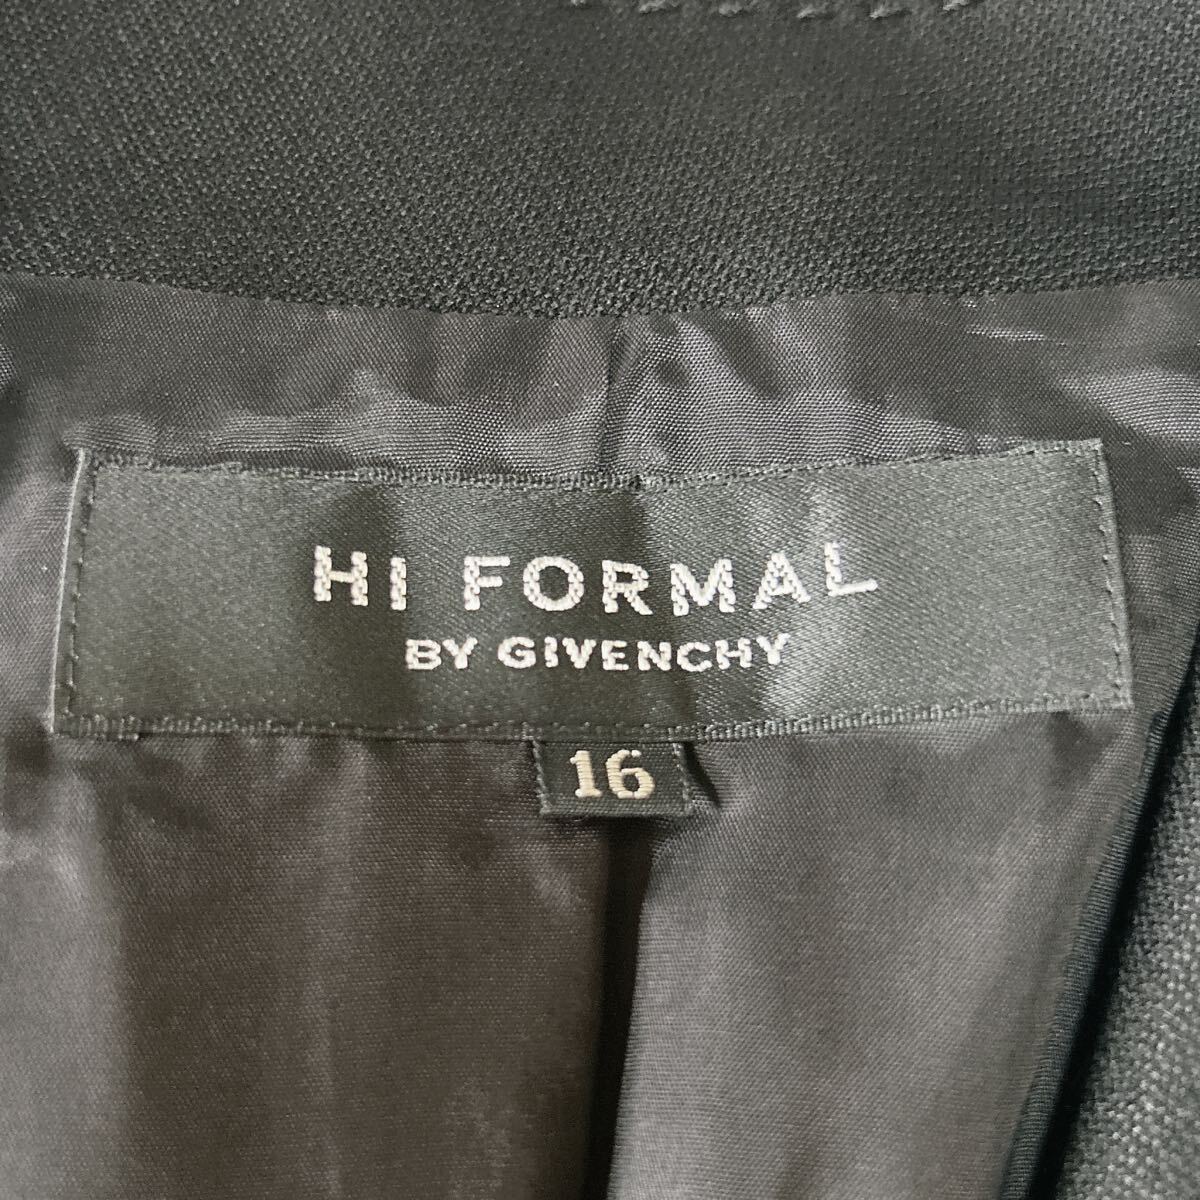 HI FORMAL
BY GIVENCHY
16